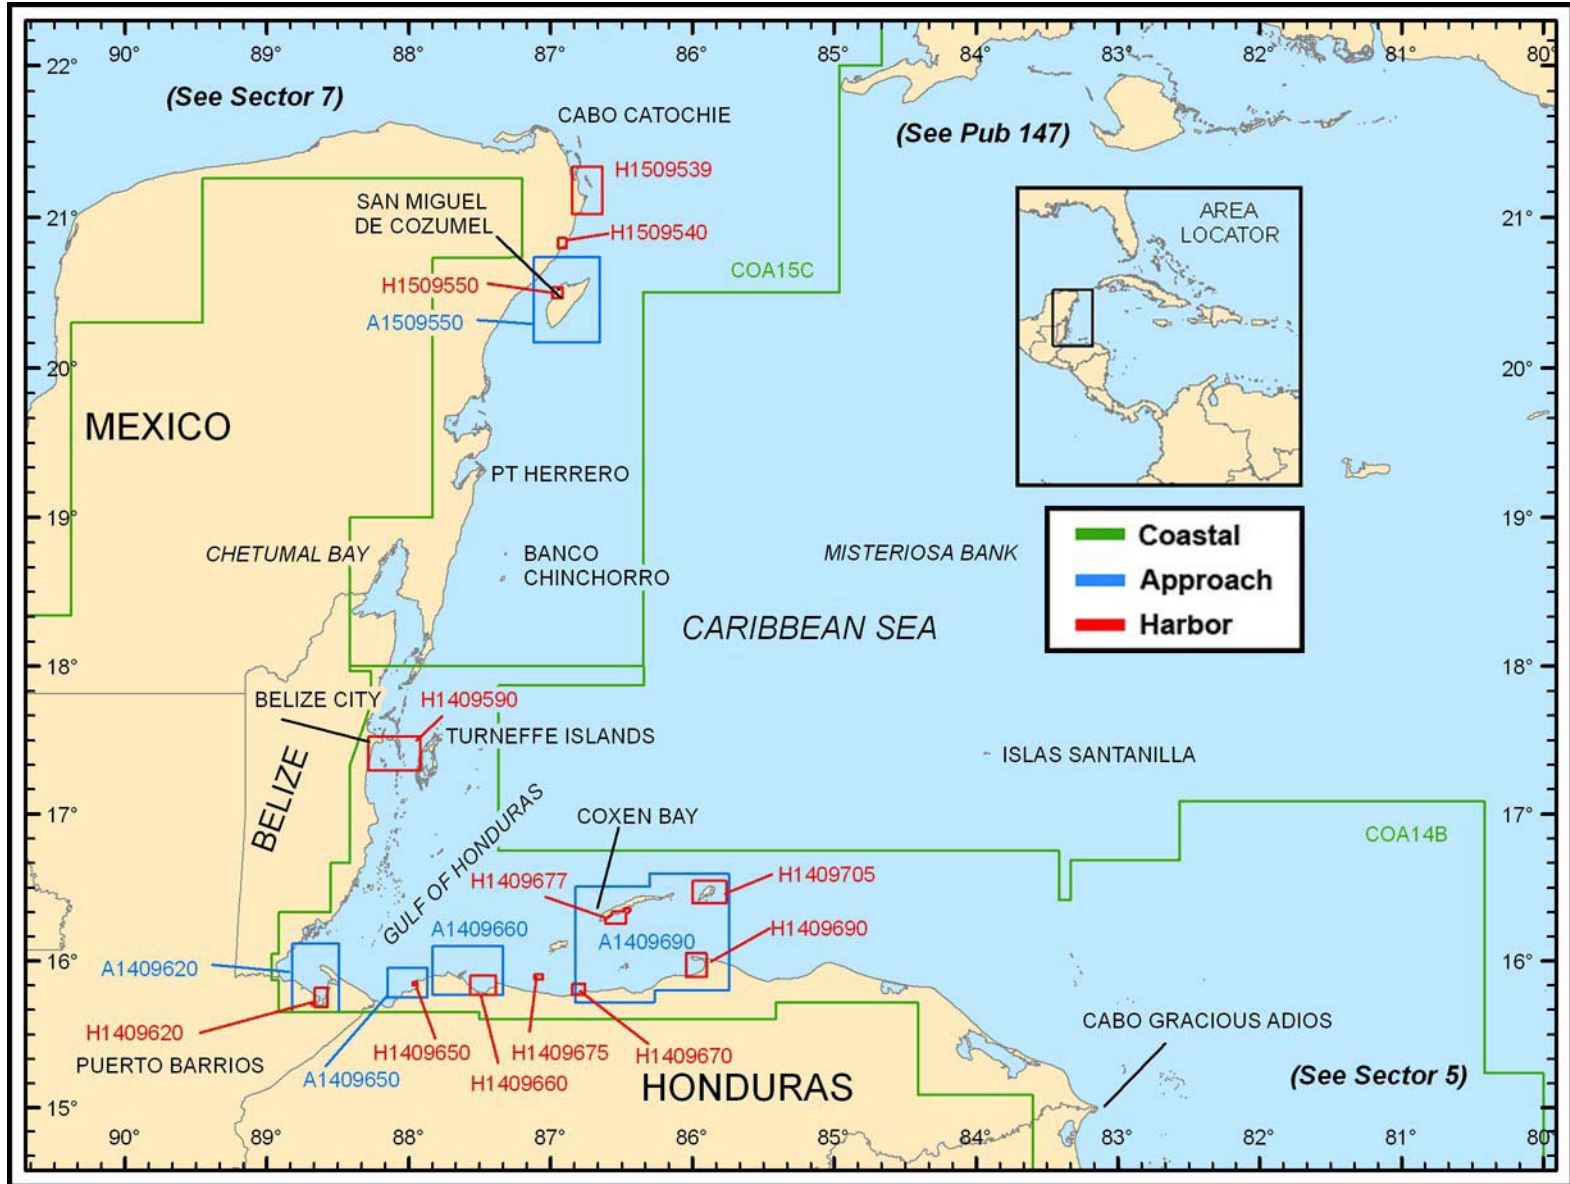 90°
89°
88°
87°
86°
85°
84°
83°
82°
81°
80°
22°
(See Sector 7)
CABO CATOCHIE
(See Pub 147)
H1509539
SAN MIGUEL
DE COZUMEL
AREA
LOCATOR
21°
21°
H1509540
COA15C
H1509550
A1509550
20°
20°
MEXICO
PT HERRERO
19°
19°
CHETUMAL BAY
BANCO
CHINCHORRO
MISTERIOSA BANK
Coastal
Approach
Harbor
CARIBBEAN SEA
18°
18°
BELIZE CITY
H1409590
TURNEFFE ISLANDS
ISLAS SANTANILLA
BELIZE
17°
17°
GULF OF HONDURAS
COXEN BAY
COA14B
H1409677
H1409705
A1409660
A1409690
H1409690
16°
16°
A1409620
H1409620
PUERTO BARRIOS
A1409650
H1409650
H1409660
H1409675
H1409670
HONDURAS
CABO GRACIOUS ADIOS
(See Sector 5)
15°
15°
90°
89°
88°
87°
86°
85°
84°
83°
82°
81°
80°